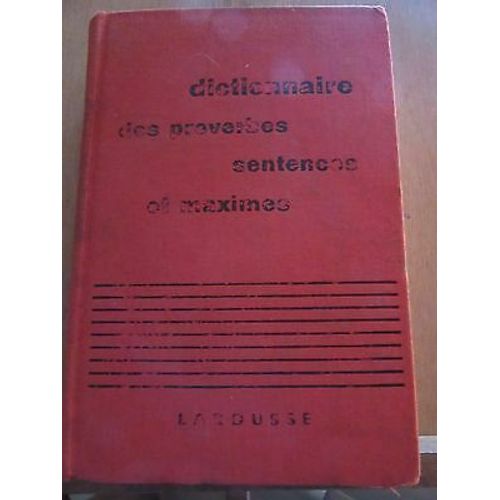 dictionnaire
des proverbes
sentences
et maximes
LAROUSSE